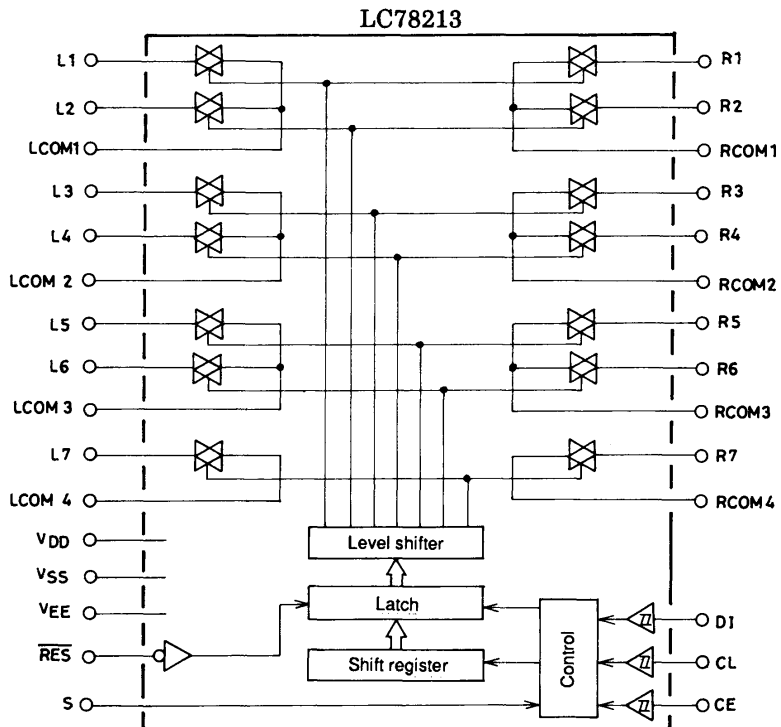 LC78213
L1
R1
L2
R2
LCOM1
RCOM1
L3
R3
L4
R4
LCOM 2
RCOM2
L5
R5
L6
R6
LCOM 3
RCOM3
L7
R7
LCOM 4
RCOM4
VDD
Level shifter
VSS
VEE
Latch
DI
RES
Shift register
Control
CL
S
CE